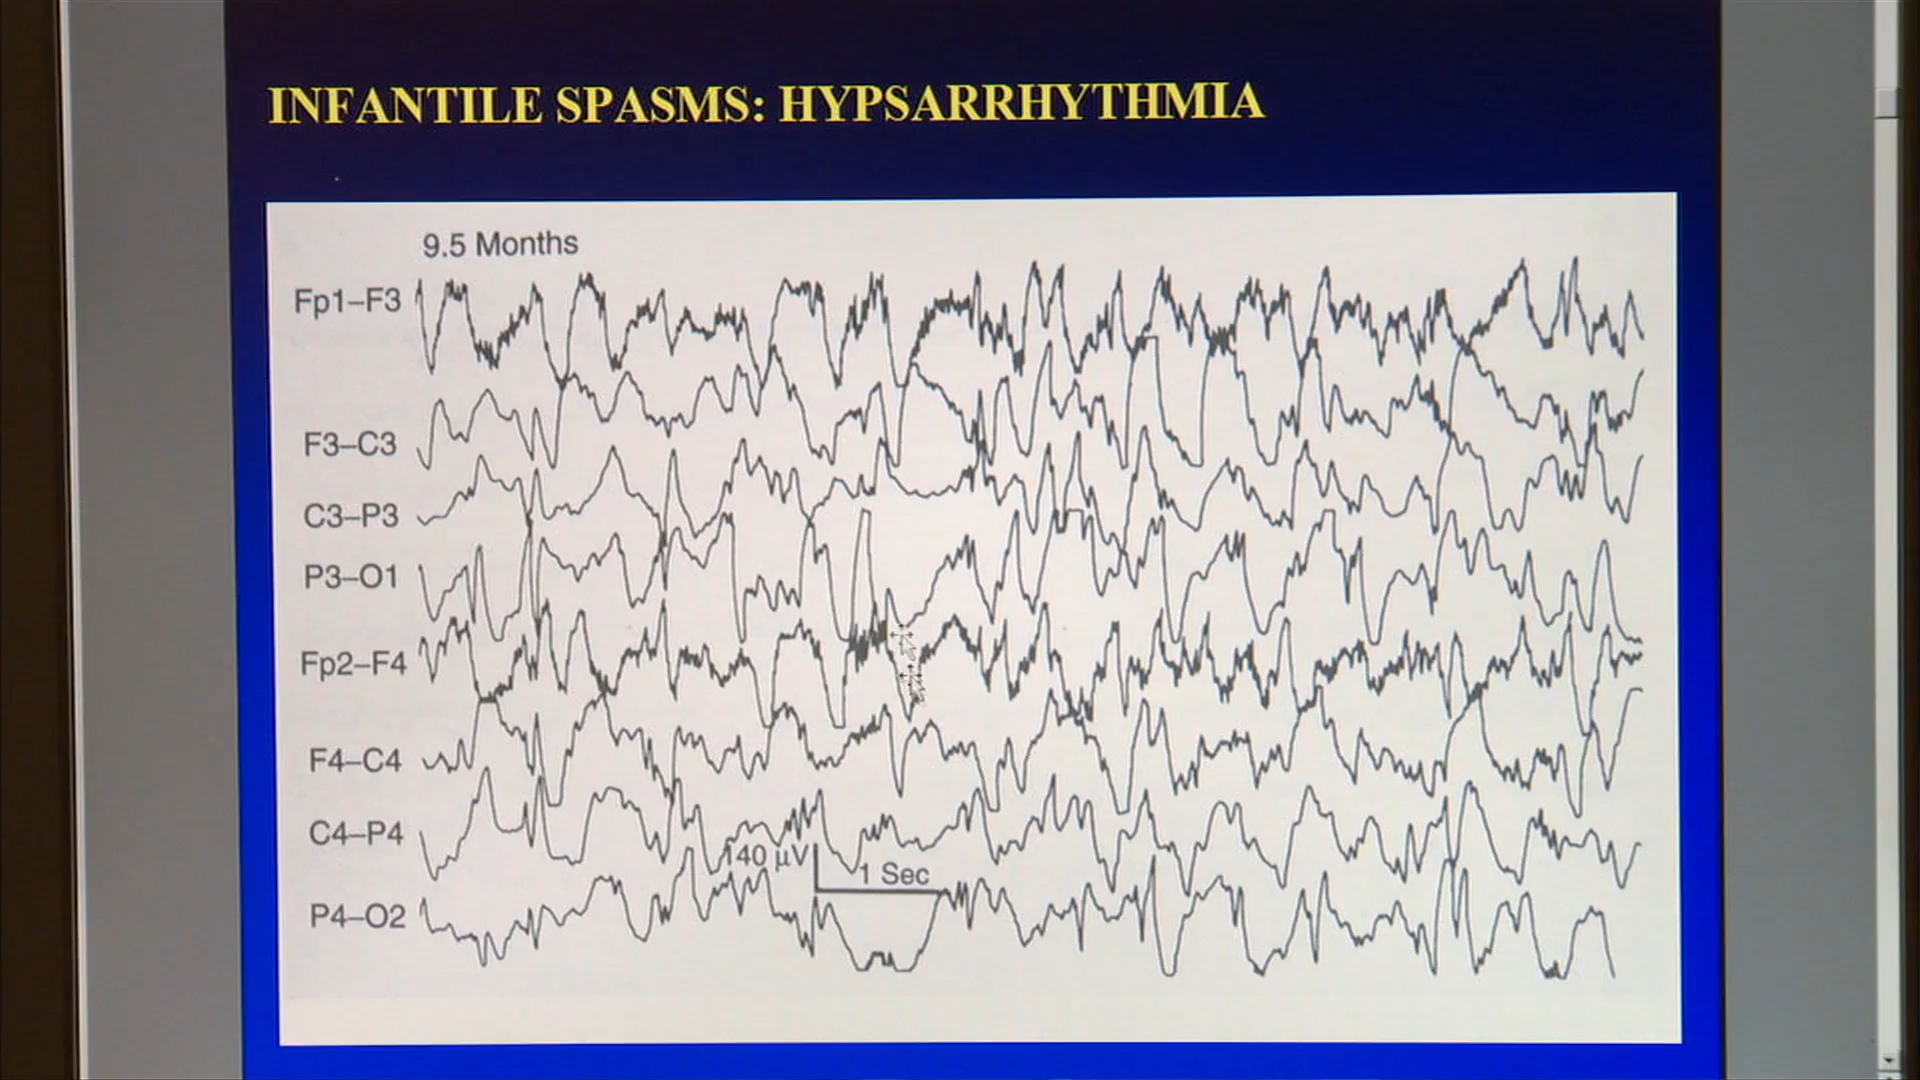 INFANTILE SPASMS: HYPSARRHYTHMIA
9.5 Months
Fp1–F3
F3–C3
C3–P3
P3–O1
Fp2–F4
F4–C4
C4–P4
140 µV
1 Sec
P4–O2